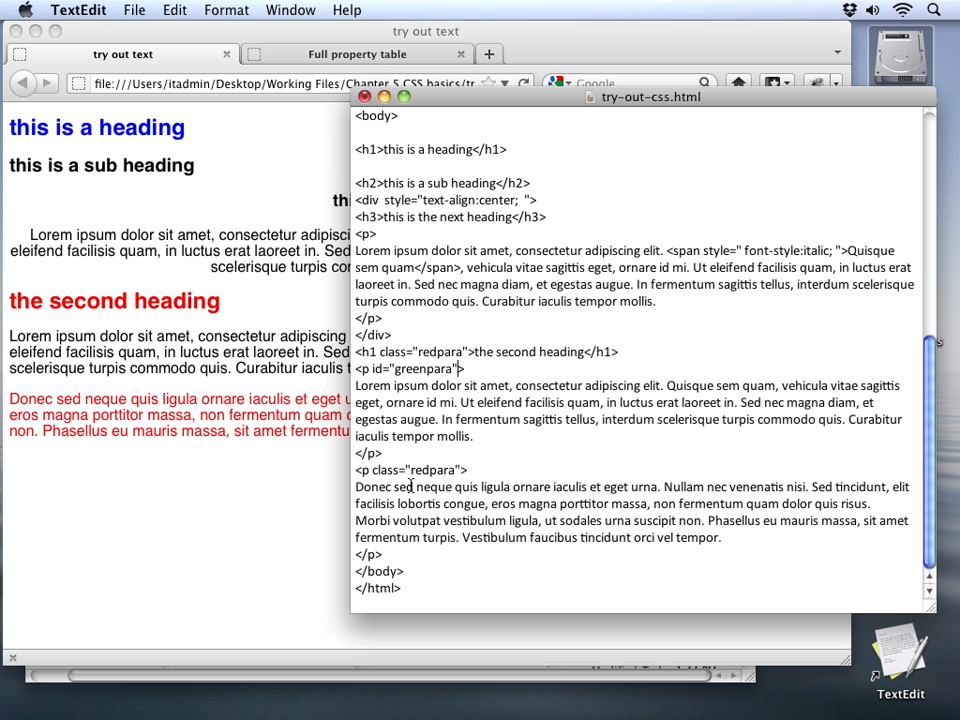 TextEdit File Edit Format Window Help
try out text
try out text Full property table
file:///Users/itadmin/Desktop/Working Files/Chapter 5 CSS basics/tr Google
this is a heading
this is a sub heading
thi
Lorem ipsum dolor sit amet, consectetur adipisci
eleifend facilisis quam, in luctus erat laoreet in. Sed
scelerisque turpis com
the second heading
Lorem ipsum dolor sit amet, consectetur adipiscing
eleifend facilisis quam, in luctus erat laoreet in. Sed
scelerisque turpis commodo quis. Curabitur iaculis t
Donec sed neque quis ligula ornare iaculis et eget u
eros magna porttitor massa, non fermentum quam d
non. Phasellus eu mauris massa, sit amet fermentu
try-out-css.html
<body>
<h1>this is a heading</h1>
<h2>this is a sub heading</h2>
<div style="text-align:center; ">
<h3>this is the next heading</h3>
<p>
Lorem ipsum dolor sit amet, consectetur adipiscing elit. <span style=" font-style:italic; ">Quisque
sem quam</span>, vehicula vitae sagittis eget, ornare id mi. Ut eleifend facilisis quam, in luctus erat
laoreet in. Sed nec magna diam, et egestas augue. In fermentum sagittis tellus, interdum scelerisque
turpis commodo quis. Curabitur iaculis tempor mollis.
</p>
</div>
<h1 class="redpara">the second heading</h1>
<p id="greenpara">
Lorem ipsum dolor sit amet, consectetur adipiscing elit. Quisque sem quam, vehicula vitae sagittis
eget, ornare id mi. Ut eleifend facilisis quam, in luctus erat laoreet in. Sed nec magna diam, et
egestas augue. In fermentum sagittis tellus, interdum scelerisque turpis commodo quis. Curabitur
iaculis tempor mollis.
</p>
<p class="redpara">
Donec sed neque quis ligula ornare iaculis et eget urna. Nullam nec venenatis nisi. Sed tincidunt, elit
facilisis lobortis congue, eros magna porttitor massa, non fermentum quam dolor quis risus.
Morbi volutpat vestibulum ligula, ut sodales urna suscipit non. Phasellus eu mauris massa, sit amet
fermentum turpis. Vestibulum faucibus tincidunt orci vel tempor.
</p>
</body>
</html>
TextEdit